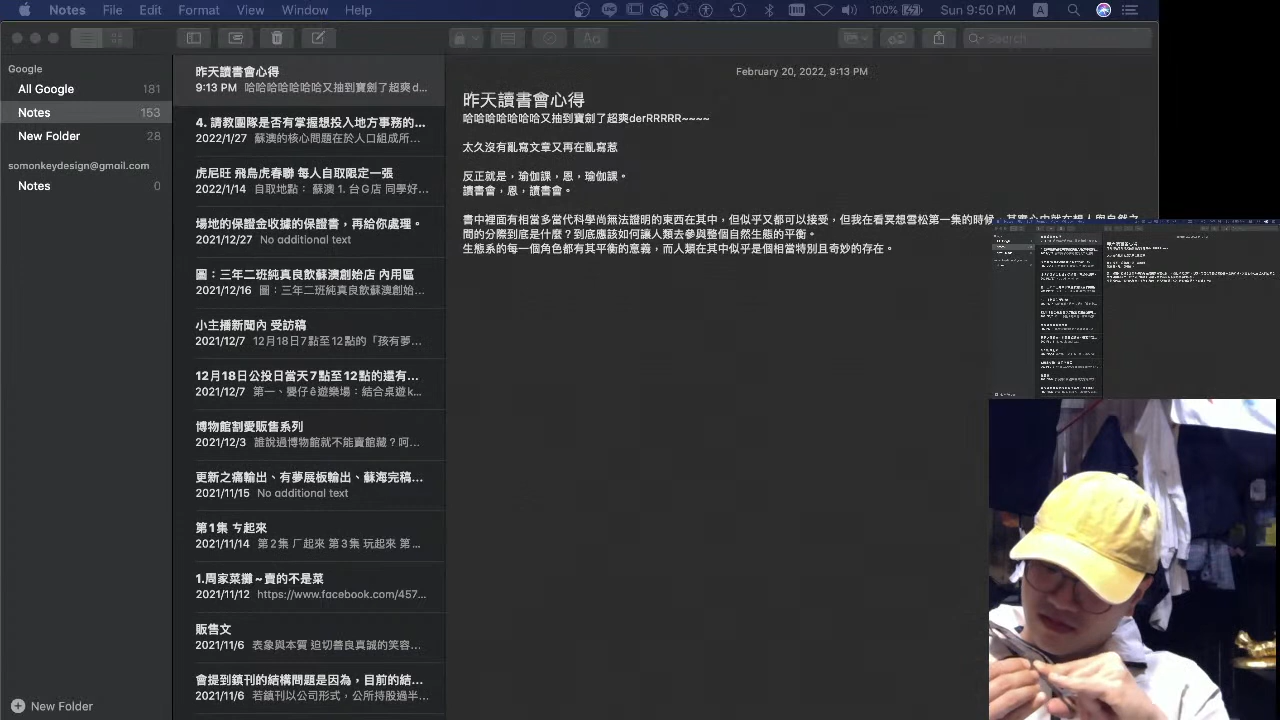 Notes File Edit Format View Window Help 100% Sun 9:50 PM A
Aa Search
Google
All Google 181
Notes 153
New Folder 28
somonkeydesign@gmail.com
Notes 0
New Folder
昨天讀書會心得
9:13 PM 哈哈哈哈哈哈哈又抽到寶劍了超爽d...
4. 請教團隊是否有掌握想投入地方事務的...
2022/1/27 蘇澳的核心問題在於人口組成所...
虎尼旺 飛鳥虎春聯 每人自取限定一張
2022/1/14 自取地點： 蘇澳 1. 台G店 同學好...
場地的保證金收據的保證書，再給你處理。
2021/12/27 No additional text
圖：三年二班純真年代飲料創始店 內用區
2021/12/16 圖：三年二班純真年代蘇澳創始...
小主播新聞內 受訪稿
2021/12/7 12月18日7點至12點的「孩有夢...
12月18日公投日當天7點至12點的還有...
2021/12/7 第一、嬰仔ê遊樂場：結合桌遊k...
博物館割愛販售系列
2021/12/3 誰說過博物館就不能賣館藏？呵...
更新之痛輸出、有夢展板輸出、蘇海完稿...
2021/11/15 No additional text
第1集 ㄘ起來
2021/11/14 第２集 ㄏ起來 第３集 玩起來 第...
1.周家菜攤～賣的不是菜
2021/11/12 https://www.facebook.com/457...
販售文
2021/11/6 表象與本質 迫切善良真誠的笑容...
會提到鎮刊的結構問題是因為，目前的結...
2021/11/6 若鎮刊以公司形式，公所持股過半...
February 20, 2022, 9:13 PM
昨天讀書會心得
哈哈哈哈哈哈哈又抽到寶劍了超爽derRRRRR~~~~
太久沒有亂寫文章又再在亂寫惹
反正就是，瑜伽課，恩，瑜伽課。
讀書會，恩，讀書會。
書中裡面有相當多當代科學尚無法證明的東西在其中，但似乎又都可以接受，但我在看冥想雪松第一集的時候，其實心中就在想人與自然之
間的分際到底是什麼？到底應該如何讓人類去參與整個自然生態的平衡。
生態系的每一個角色都有其平衡的意義，而人類在其中似乎是個相當特別且奇妙的存在。